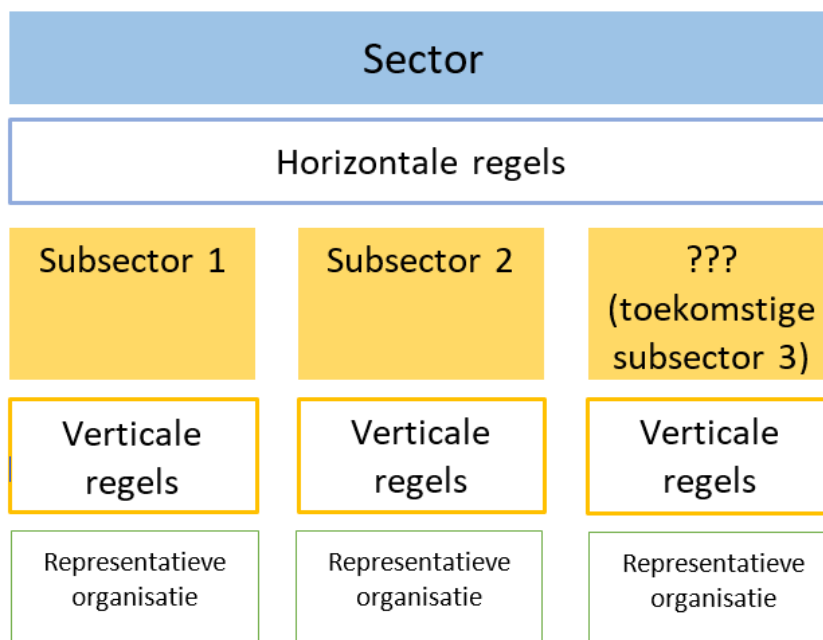 Sector
Horizontale regels
Subsector 1
Subsector 2
???
(toekomstige
subsector 3)
Verticale
regels
Verticale
regels
Verticale
regels
Representatieve
organisatie
Representatieve
organisatie
Representatieve
organisatie